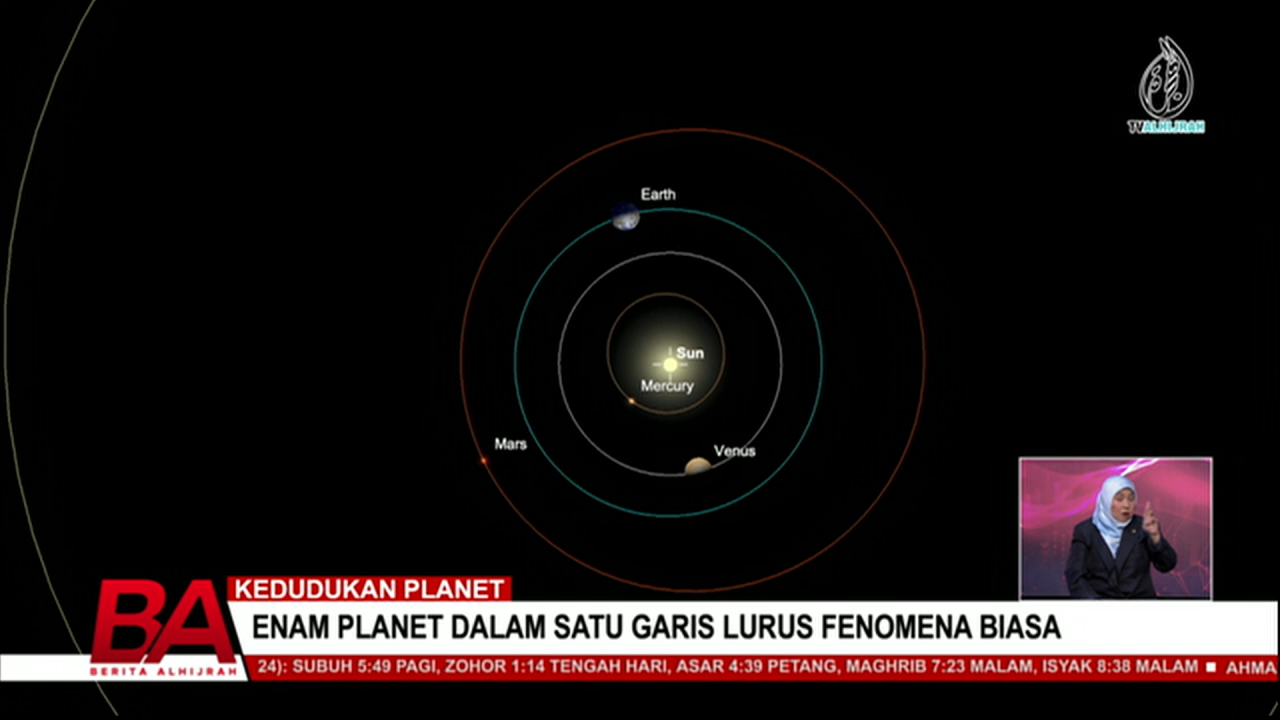 TVALHIJRAH
Earth
Sun
Mercury
Mars
Venus
KEDUDUKAN PLANET
BA
ENAM PLANET DALAM SATU GARIS LURUS FENOMENA BIASA
BERITA ALHIJRAH
24): SUBUH 5:49 PAGI, ZOHOR 1:14 TENGAH HARI, ASAR 4:39 PETANG, MAGHRIB 7:23 MALAM, ISYAK 8:38 MALAM ■ AHMA